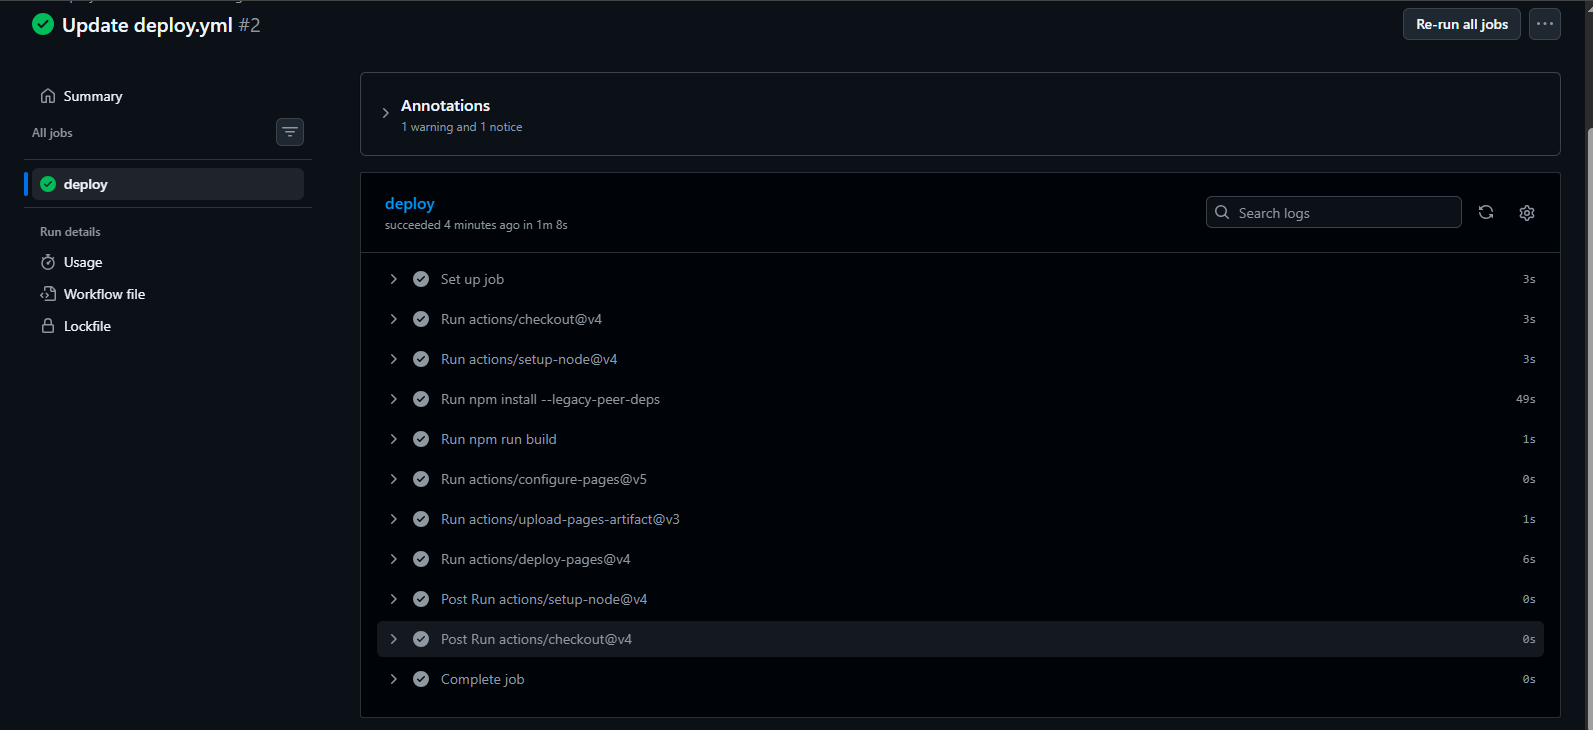 Update deploy.yml #2
Re-run all jobs
Summary
All jobs
deploy
Run details
Usage
Workflow file
Lockfile
Annotations
1 warning and 1 notice
deploy
succeeded 4 minutes ago in 1m 8s
Search logs
Set up job 3s
Run actions/checkout@v4 3s
Run actions/setup-node@v4 3s
Run npm install --legacy-peer-deps 49s
Run npm run build 1s
Run actions/configure-pages@v5 0s
Run actions/upload-pages-artifact@v3 1s
Run actions/deploy-pages@v4 6s
Post Run actions/setup-node@v4 0s
Post Run actions/checkout@v4 0s
Complete job 0s